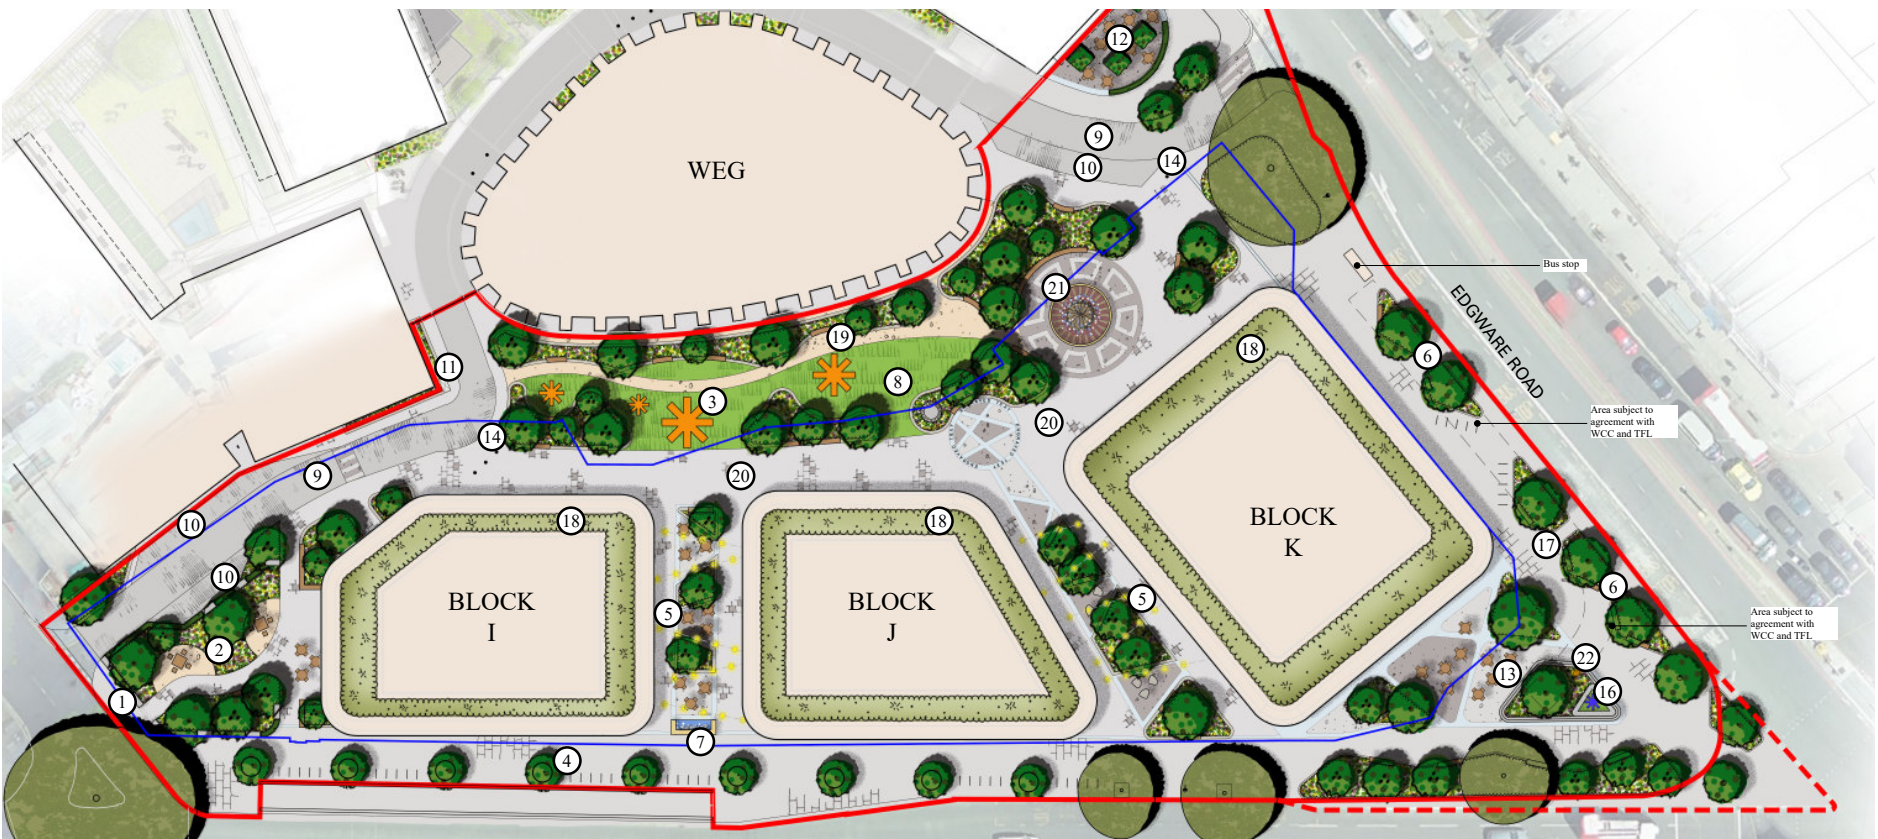 12
9
10
14
WEG
Bus stop
EDGWARE ROAD
21
19
18
6
11
8
3
Area subject to
agreement with
WCC and TFL
14
20
9
20
10
18
18
BLOCK
K
17
10
6
BLOCK
I
BLOCK
J
5
5
Area subject to
agreement with
WCC and TFL
2
22
13
16
1
7
4